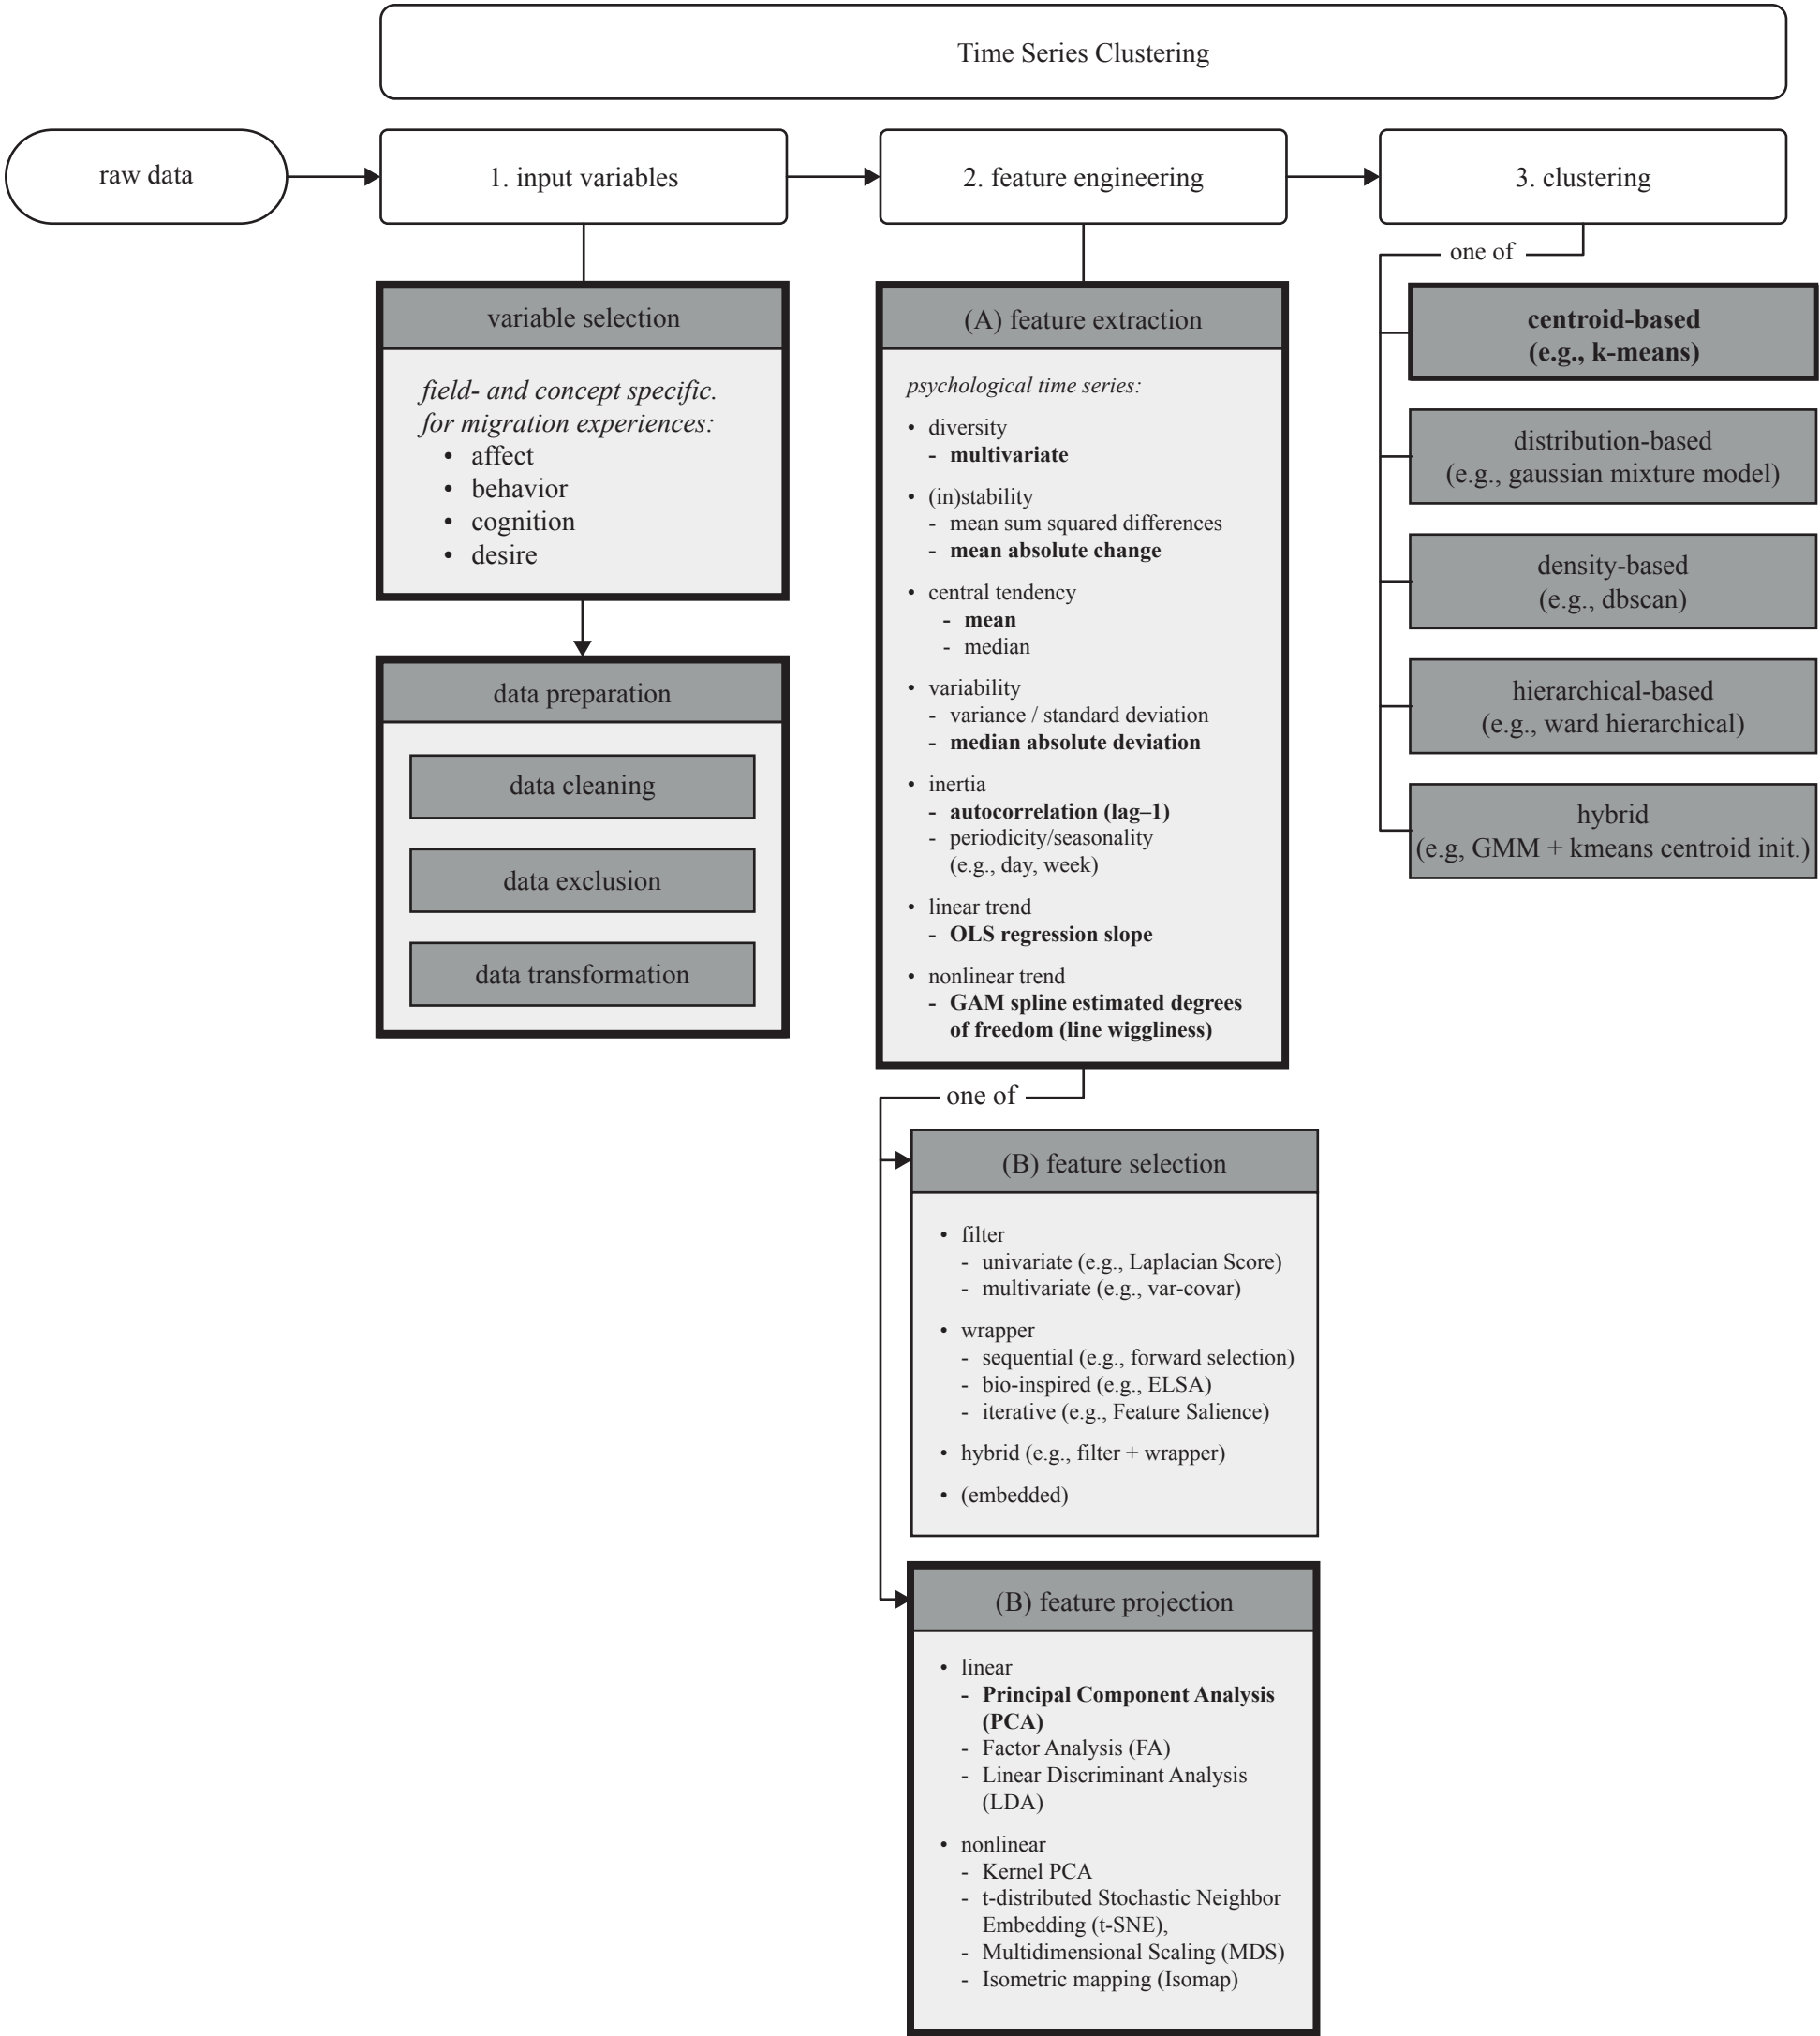 Time Series Clustering
raw data
1. input variables
2. feature engineering
3. clustering
variable selection
field- and concept specific.
for migration experiences:
• affect
• behavior
• cognition
• desire
data preparation
data cleaning
data exclusion
data transformation
(A) feature extraction
psychological time series:
• diversity
- multivariate
• (in)stability
- mean sum squared differences
- mean absolute change
• central tendency
- mean
- median
• variability
- variance / standard deviation
- median absolute deviation
• inertia
- autocorrelation (lag–1)
- periodicity/seasonality
(e.g., day, week)
• linear trend
- OLS regression slope
• nonlinear trend
- GAM spline estimated degrees
of freedom (line wiggliness)
one of
(B) feature selection
• filter
- univariate (e.g., Laplacian Score)
- multivariate (e.g., var-covar)
• wrapper
- sequential (e.g., forward selection)
- bio-inspired (e.g., ELSA)
- iterative (e.g., Feature Salience)
• hybrid (e.g., filter + wrapper)
• (embedded)
(B) feature projection
• linear
- Principal Component Analysis
(PCA)
- Factor Analysis (FA)
- Linear Discriminant Analysis
(LDA)
• nonlinear
- Kernel PCA
- t-distributed Stochastic Neighbor
Embedding (t-SNE),
- Multidimensional Scaling (MDS)
- Isometric mapping (Isomap)
one of
centroid-based
(e.g., k-means)
distribution-based
(e.g., gaussian mixture model)
density-based
(e.g., dbscan)
hierarchical-based
(e.g., ward hierarchical)
hybrid
(e.g, GMM + kmeans centroid init.)